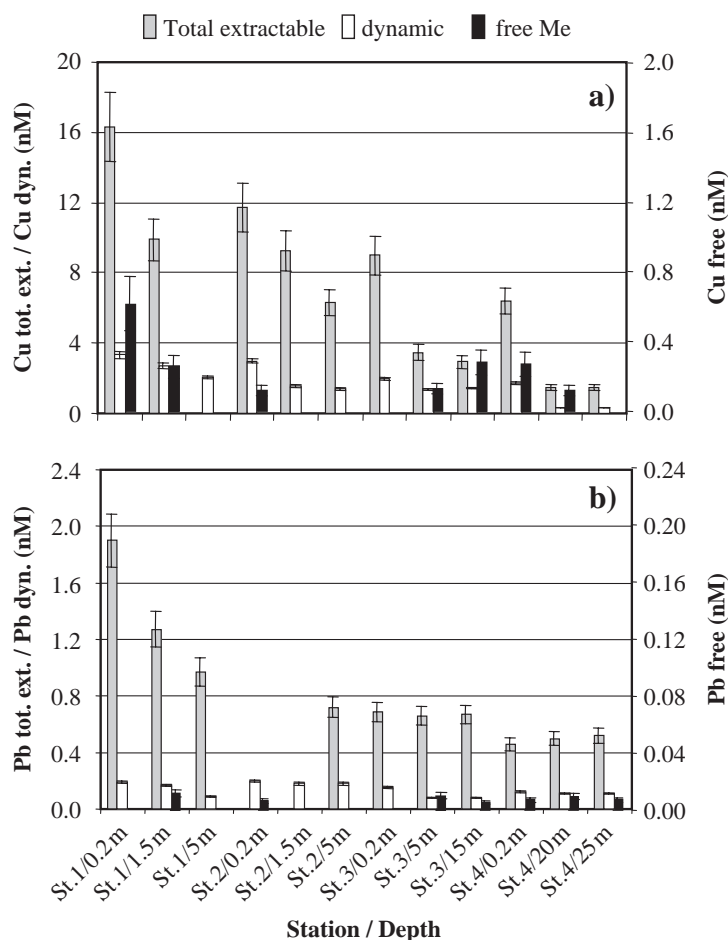 Total extractable dynamic free Me
a)
Cu tot. ext. / Cu dyn. (nM)
20
16
12
8
4
0
2.0
1.6
1.2
0.8
0.4
0.0
Cu free (nM)
b)
Pb tot. ext. / Pb dyn. (nM)
2.4
2.0
1.6
1.2
0.8
0.4
0.0
0.24
0.20
0.16
0.12
0.08
0.04
0.00
Pb free (nM)
St.1/0.2m
St.1/1.5m
St.1/5m
St.2/0.2m
St.2/1.5m
St.2/5m
St.3/0.2m
St.3/5m
St.3/15m
St.4/0.2m
St.4/20m
St.4/25m
Station / Depth